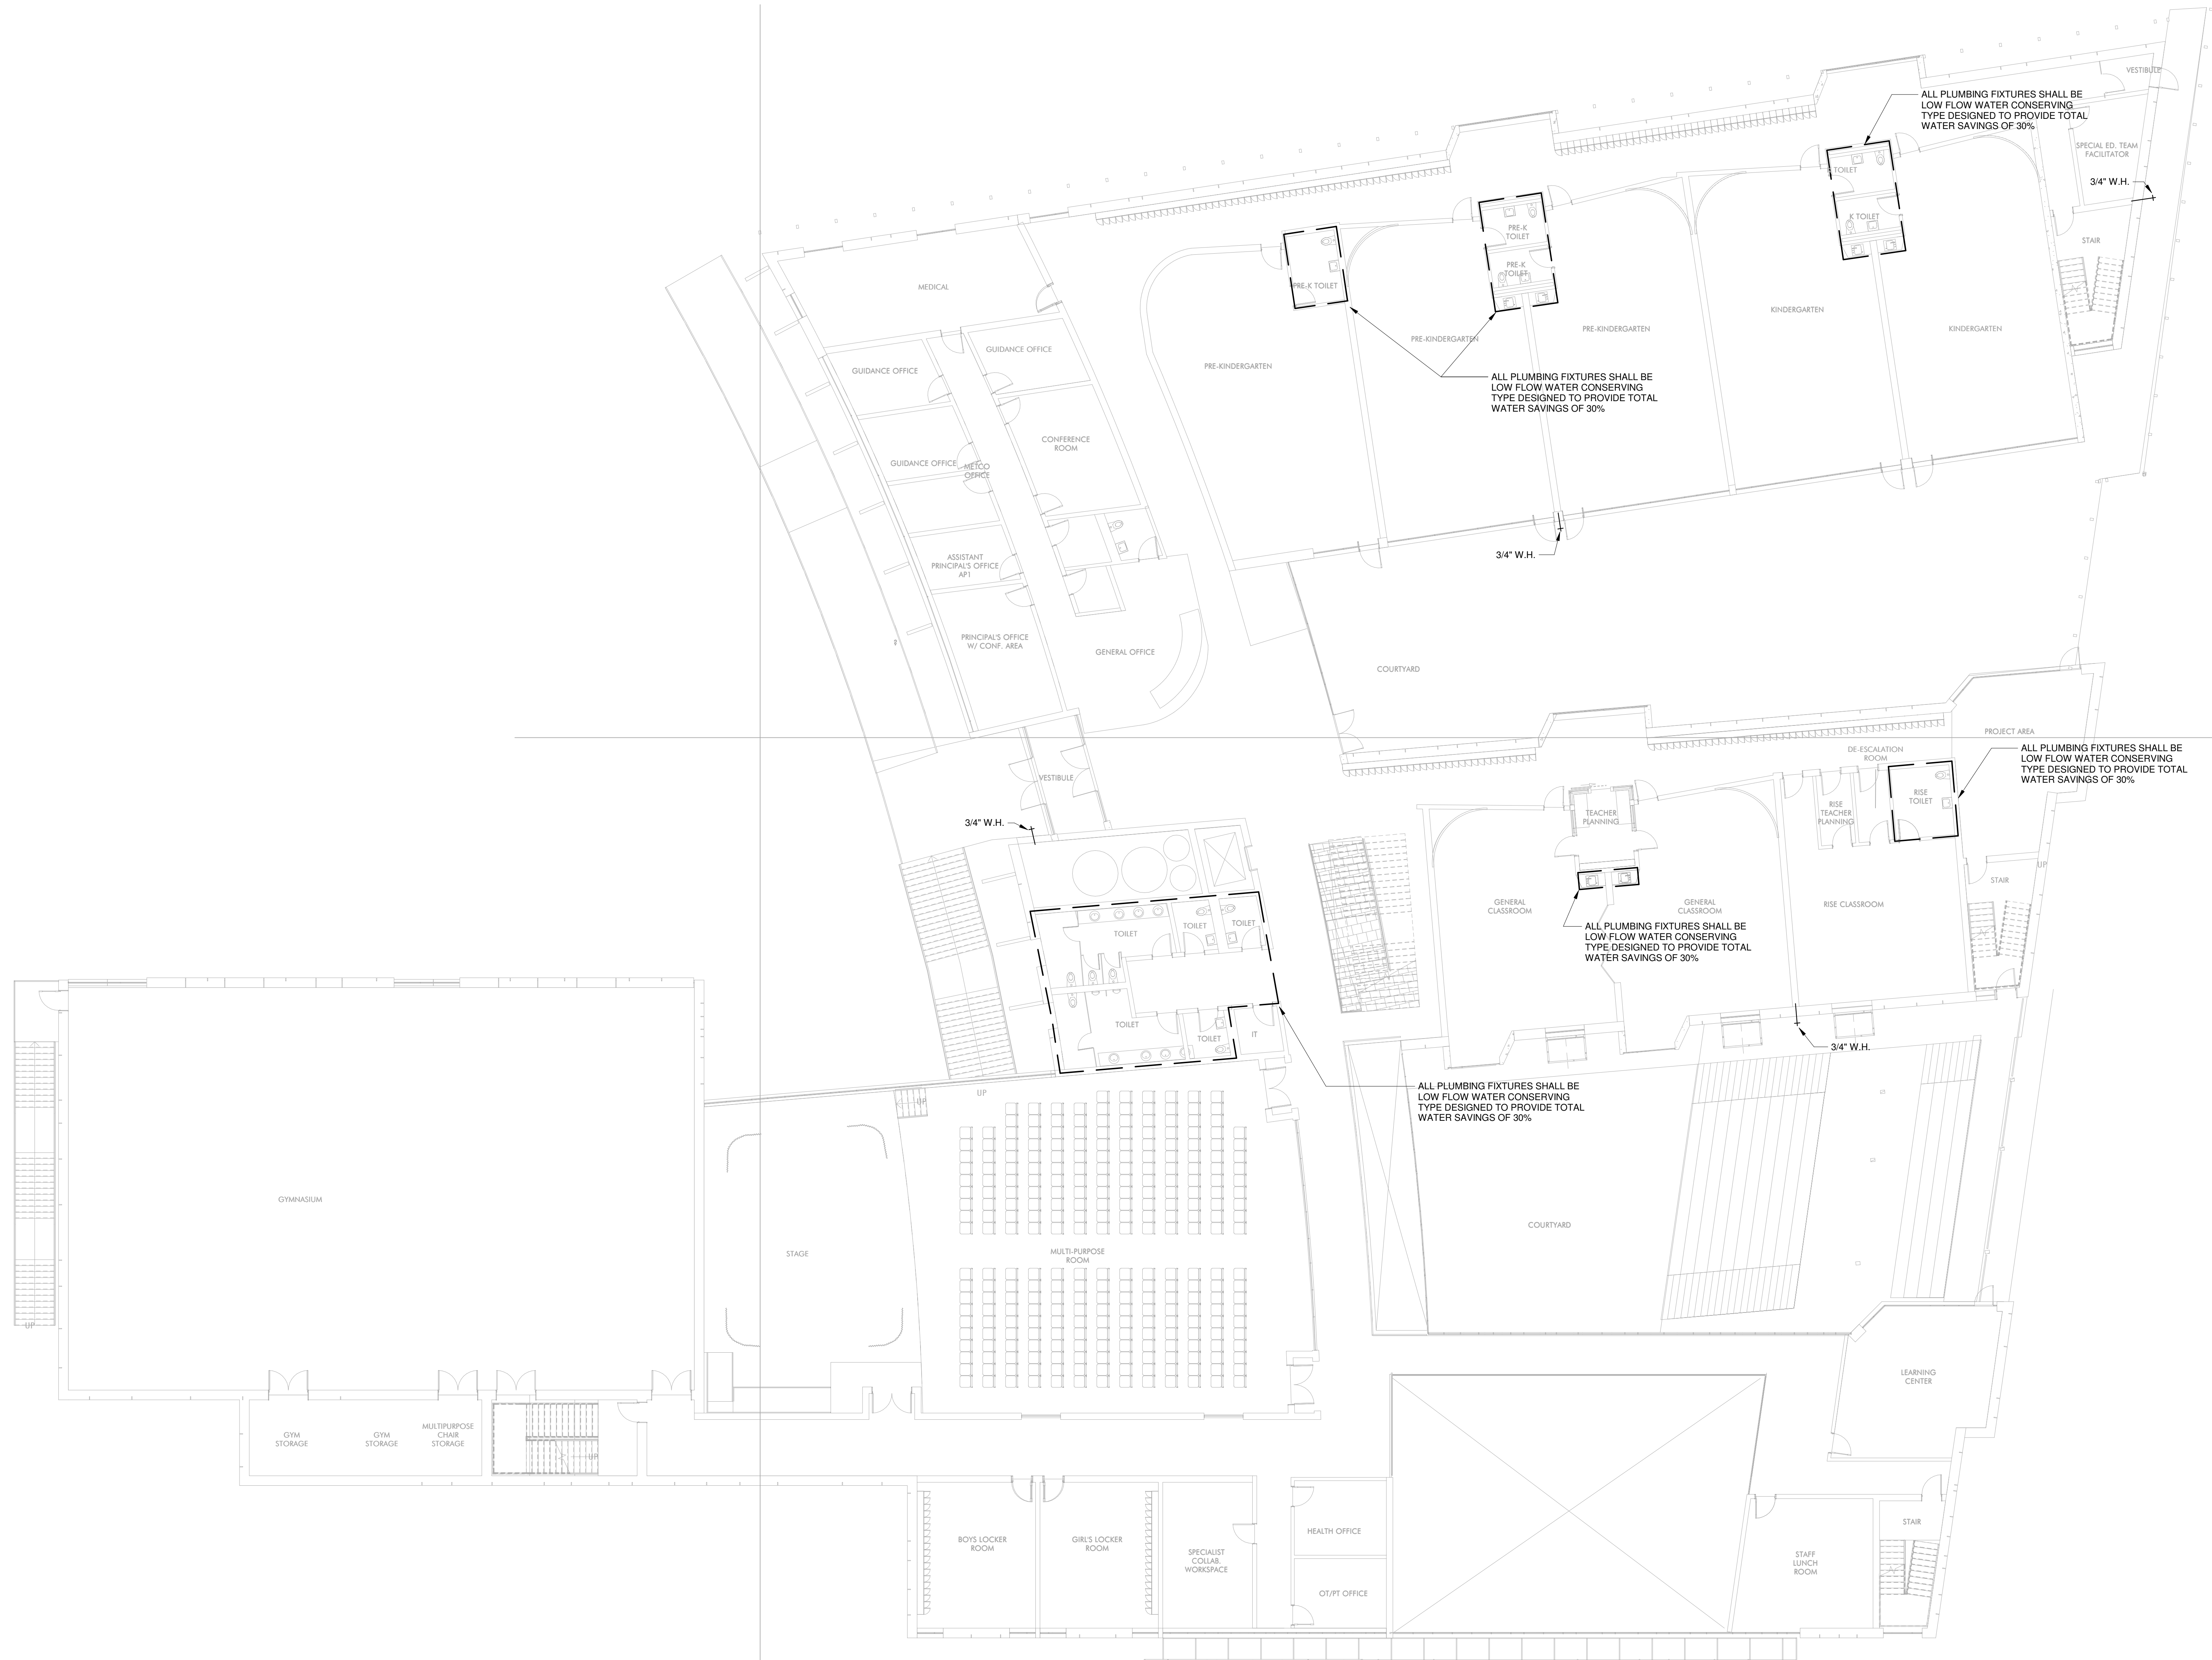 VESTIBULE
ALL PLUMBING FIXTURES SHALL BE
LOW FLOW WATER CONSERVING
TYPE DESIGNED TO PROVIDE TOTAL
WATER SAVINGS OF 30%
SPECIAL ED. TEAM
FACILITATOR
3/4" W.H.
TOILET
K TOILET
STAIR
PRE-K
TOILET
PRE-K
TOILET
PRE-K TOILET
MEDICAL
KINDERGARTEN
KINDERGARTEN
PRE-KINDERGARTEN
PRE-KINDERGARTEN
PRE-KINDERGARTEN
GUIDANCE OFFICE
GUIDANCE OFFICE
ALL PLUMBING FIXTURES SHALL BE
LOW FLOW WATER CONSERVING
TYPE DESIGNED TO PROVIDE TOTAL
WATER SAVINGS OF 30%
CONFERENCE
ROOM
GUIDANCE OFFICE
METCO
OFFICE
3/4" W.H.
ASSISTANT
PRINCIPAL'S OFFICE
AP1
PRINCIPAL'S OFFICE
W/ CONF. AREA
GENERAL OFFICE
COURTYARD
PROJECT AREA
DE-ESCALATION
ROOM
ALL PLUMBING FIXTURES SHALL BE
LOW FLOW WATER CONSERVING
TYPE DESIGNED TO PROVIDE TOTAL
WATER SAVINGS OF 30%
VESTIBULE
RISE
TOILET
RISE
TEACHER
PLANNING
TEACHER
PLANNING
3/4" W.H.
UP
STAIR
GENERAL
CLASSROOM
GENERAL
CLASSROOM
RISE CLASSROOM
ALL PLUMBING FIXTURES SHALL BE
LOW FLOW WATER CONSERVING
TYPE DESIGNED TO PROVIDE TOTAL
WATER SAVINGS OF 30%
TOILET
TOILET
TOILET
TOILET
TOILET
IT
3/4" W.H.
ALL PLUMBING FIXTURES SHALL BE
LOW FLOW WATER CONSERVING
TYPE DESIGNED TO PROVIDE TOTAL
WATER SAVINGS OF 30%
UP
UP
GYMNASIUM
STAGE
MULTI-PURPOSE
ROOM
COURTYARD
UP
LEARNING
CENTER
GYM
STORAGE
GYM
STORAGE
MULTIPURPOSE
CHAIR
STORAGE
UP
BOYS LOCKER
ROOM
GIRL'S LOCKER
ROOM
SPECIALIST
COLLAB.
WORKSPACE
HEALTH OFFICE
OT/PT OFFICE
STAFF
LUNCH
ROOM
STAIR